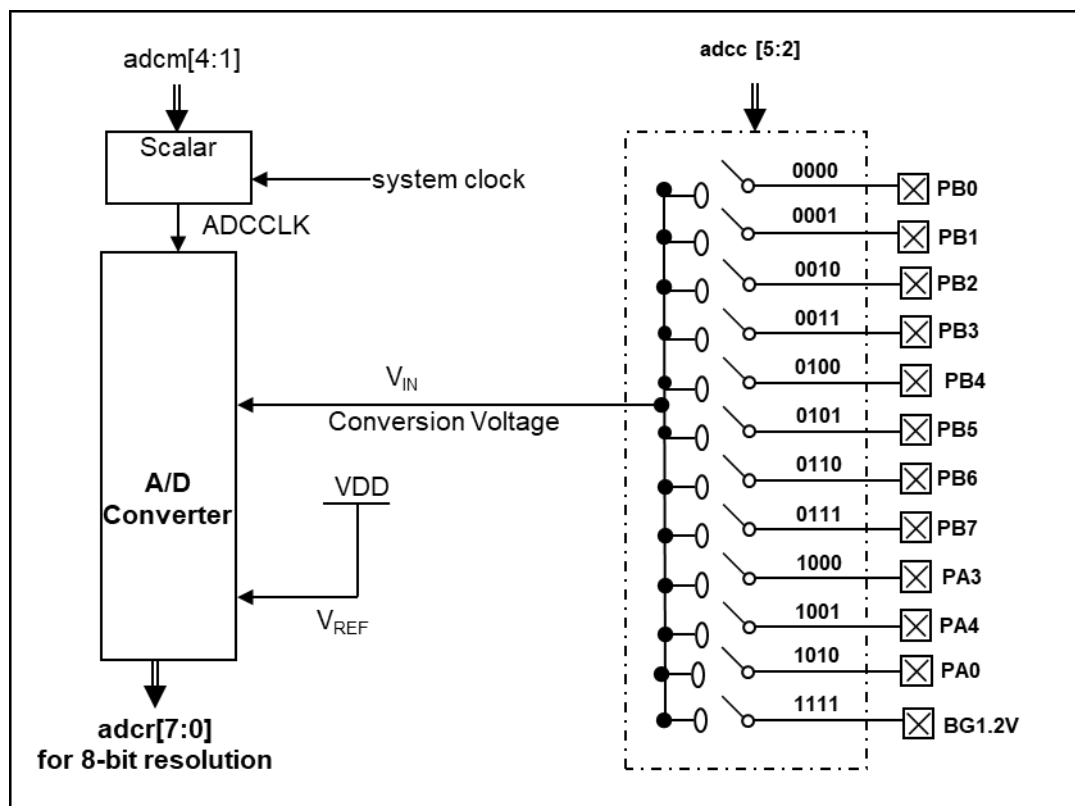 adcm[4:1]
Scalar
system clock
ADCCLK
A/D
Converter
V_IN
Conversion Voltage
VDD
V_REF
adcr[7:0]
for 8-bit resolution
adcc [5:2]
0000 PB0
0001 PB1
0010 PB2
0011 PB3
0100 PB4
0101 PB5
0110 PB6
0111 PB7
1000 PA3
1001 PA4
1010 PA0
1111 BG1.2V